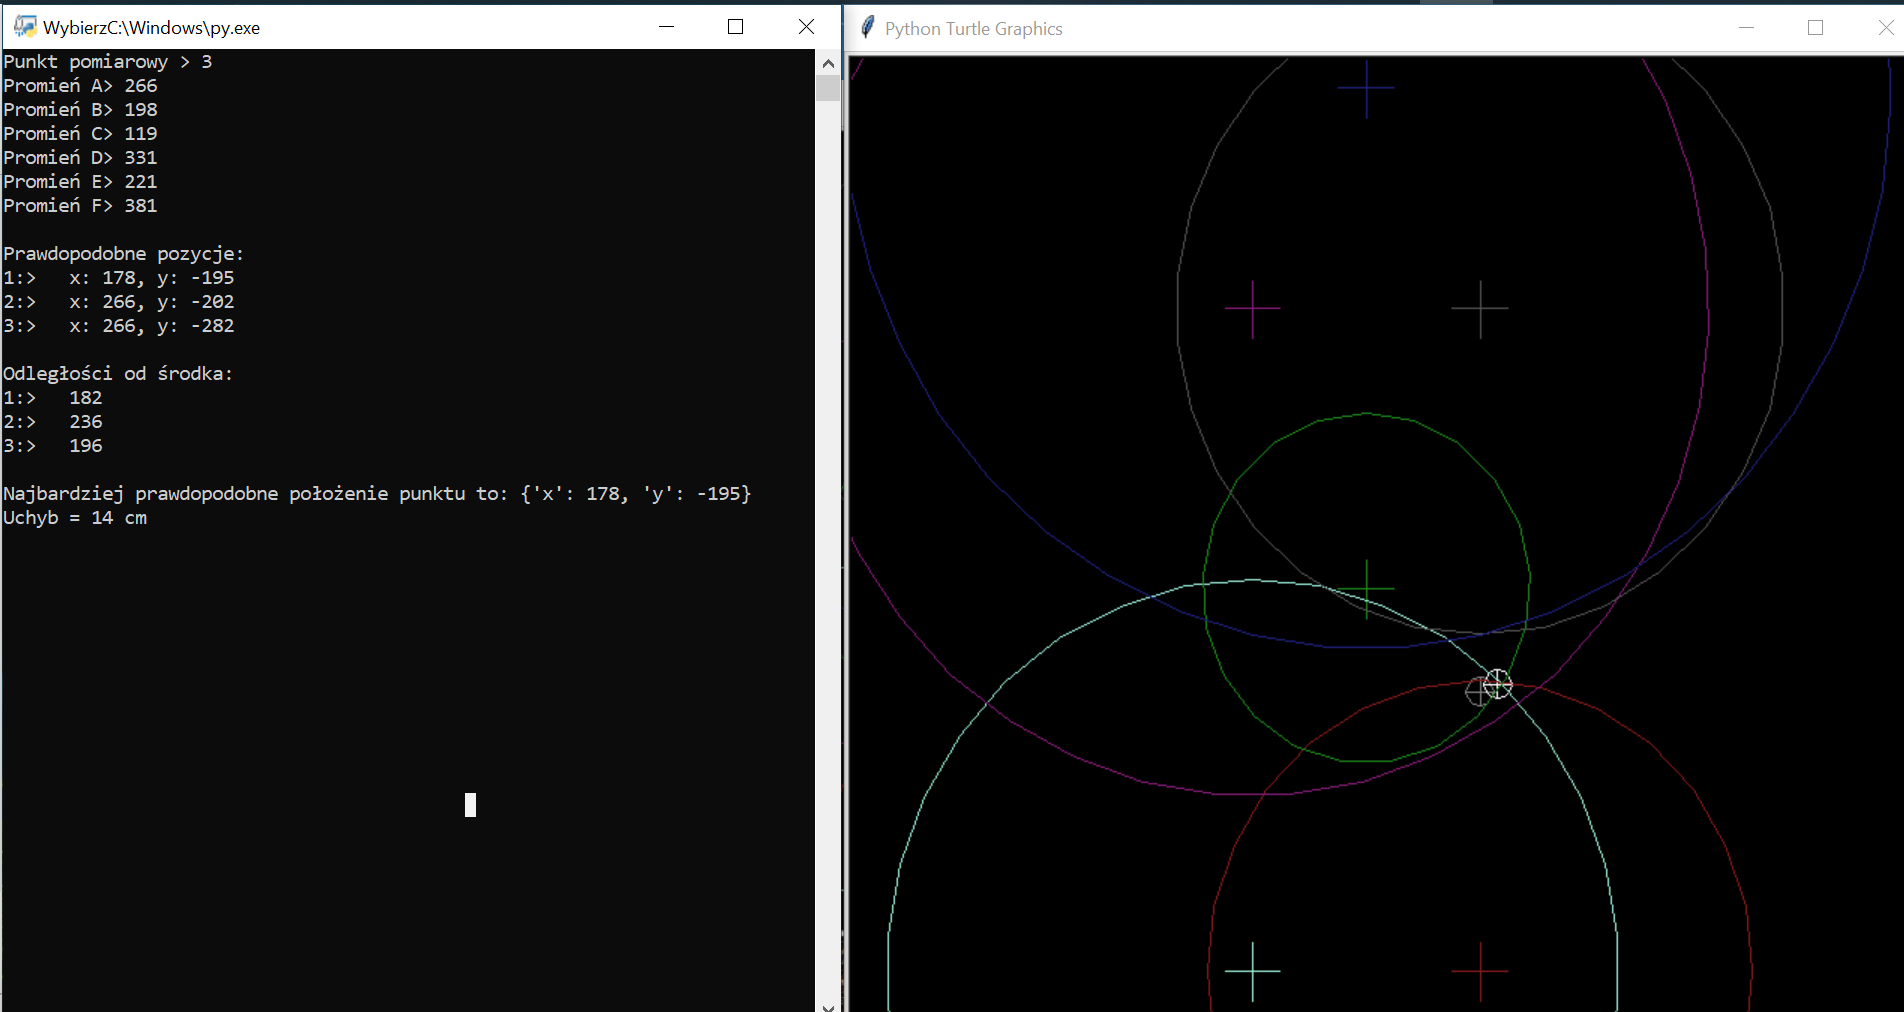 WybierzC:\Windows\py.exe
Punkt pomiarowy > 3
Promień A> 266
Promień B> 198
Promień C> 119
Promień D> 331
Promień E> 221
Promień F> 381
Prawdopodobne pozycje:
1:>   x: 178, y: -195
2:>   x: 266, y: -202
3:>   x: 266, y: -282
Odległości od środka:
1:>   182
2:>   236
3:>   196
Najbardziej prawdopodobne położenie punktu to: {'x': 178, 'y': -195}
Uchyb = 14 cm
Python Turtle Graphics